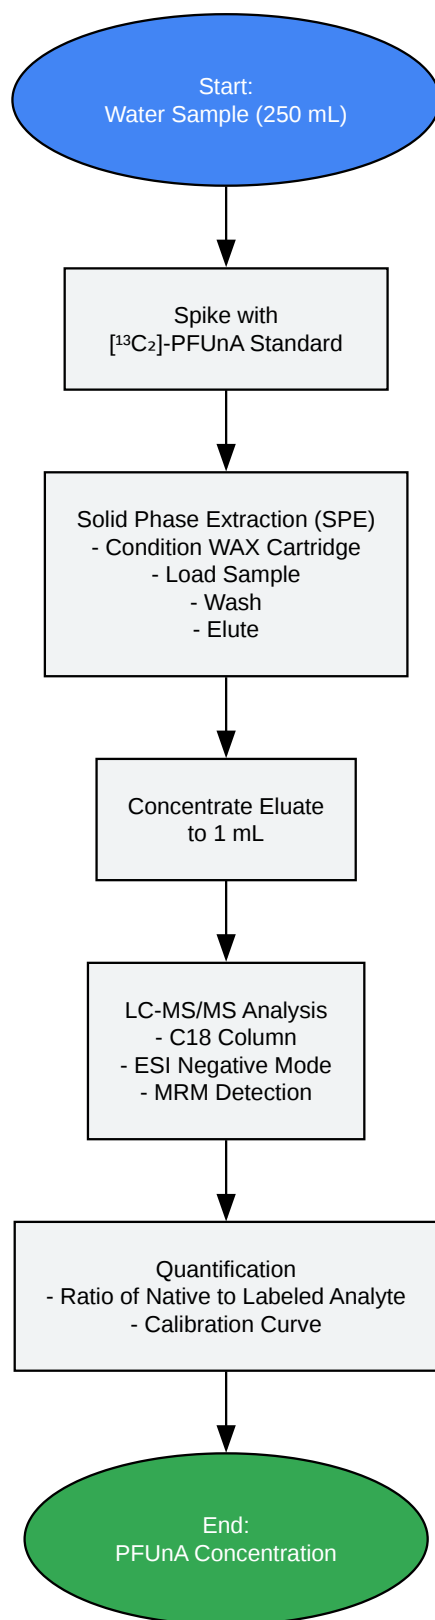 Start:
Water Sample (250 mL)
Spike with
[¹³C₂]-PFUnA Standard
Solid Phase Extraction (SPE)
- Condition WAX Cartridge
- Load Sample
- Wash
- Elute
Concentrate Eluate
to 1 mL
LC-MS/MS Analysis
- C18 Column
- ESI Negative Mode
- MRM Detection
Quantification
- Ratio of Native to Labeled Analyte
- Calibration Curve
End:
PFUnA Concentration